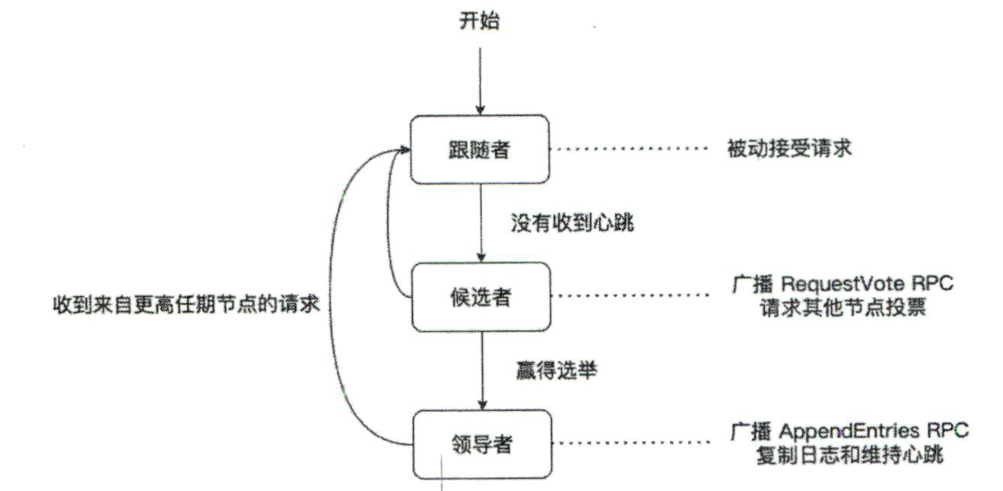 开始
跟随者
被动接受请求
没有收到心跳
候选者
广播 RequestVote RPC
请求其他节点投票
收到来自更高任期节点的请求
赢得选举
领导者
广播 AppendEntries RPC
复制日志和维持心跳